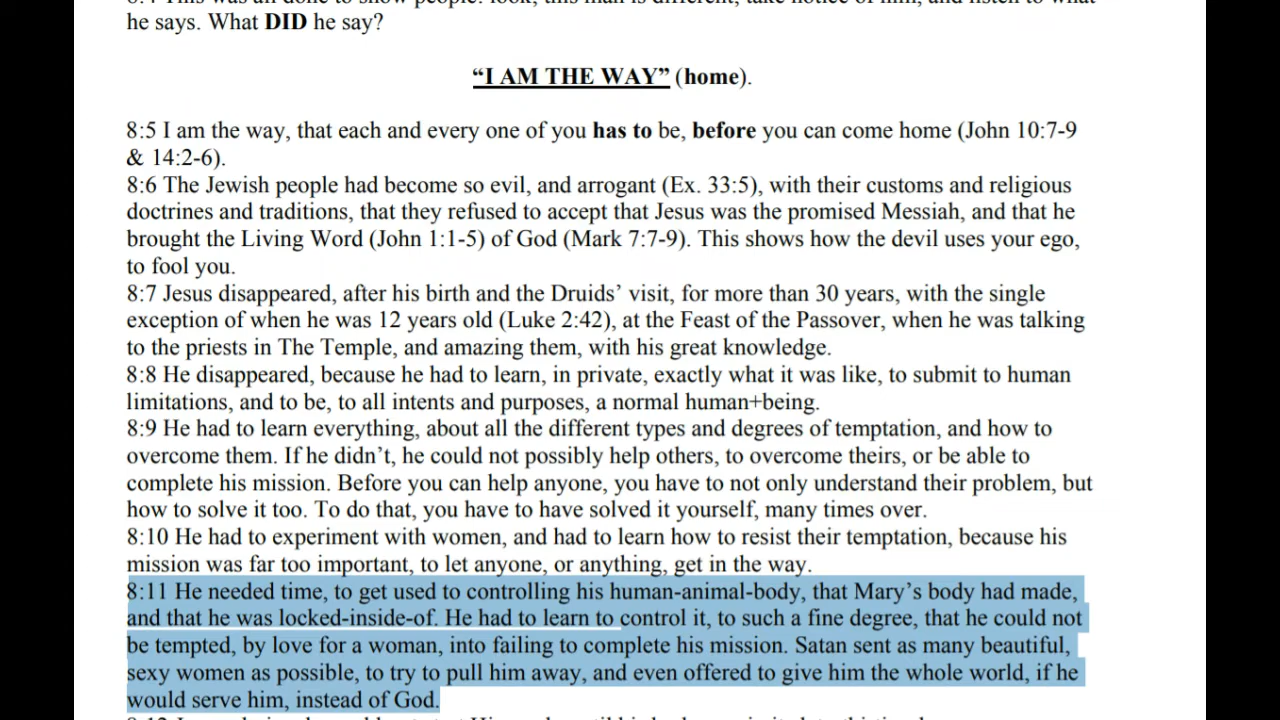 he says. What DID he say?
“I AM THE WAY” (home).
8:5 I am the way, that each and every one of you has to be, before you can come home (John 10:7-9
& 14:2-6).
8:6 The Jewish people had become so evil, and arrogant (Ex. 33:5), with their customs and religious
doctrines and traditions, that they refused to accept that Jesus was the promised Messiah, and that he
brought the Living Word (John 1:1-5) of God (Mark 7:7-9). This shows how the devil uses your ego,
to fool you.
8:7 Jesus disappeared, after his birth and the Druids’ visit, for more than 30 years, with the single
exception of when he was 12 years old (Luke 2:42), at the Feast of the Passover, when he was talking
to the priests in The Temple, and amazing them, with his great knowledge.
8:8 He disappeared, because he had to learn, in private, exactly what it was like, to submit to human
limitations, and to be, to all intents and purposes, a normal human+being.
8:9 He had to learn everything, about all the different types and degrees of temptation, and how to
overcome them. If he didn’t, he could not possibly help others, to overcome theirs, or be able to
complete his mission. Before you can help anyone, you have to not only understand their problem, but
how to solve it too. To do that, you have to have solved it yourself, many times over.
8:10 He had to experiment with women, and had to learn how to resist their temptation, because his
mission was far too important, to let anyone, or anything, get in the way.
8:11 He needed time, to get used to controlling his human-animal-body, that Mary’s body had made,
and that he was locked-inside-of. He had to learn to control it, to such a fine degree, that he could not
be tempted, by love for a woman, into failing to complete his mission. Satan sent as many beautiful,
sexy women as possible, to try to pull him away, and even offered to give him the whole world, if he
would serve him, instead of God.